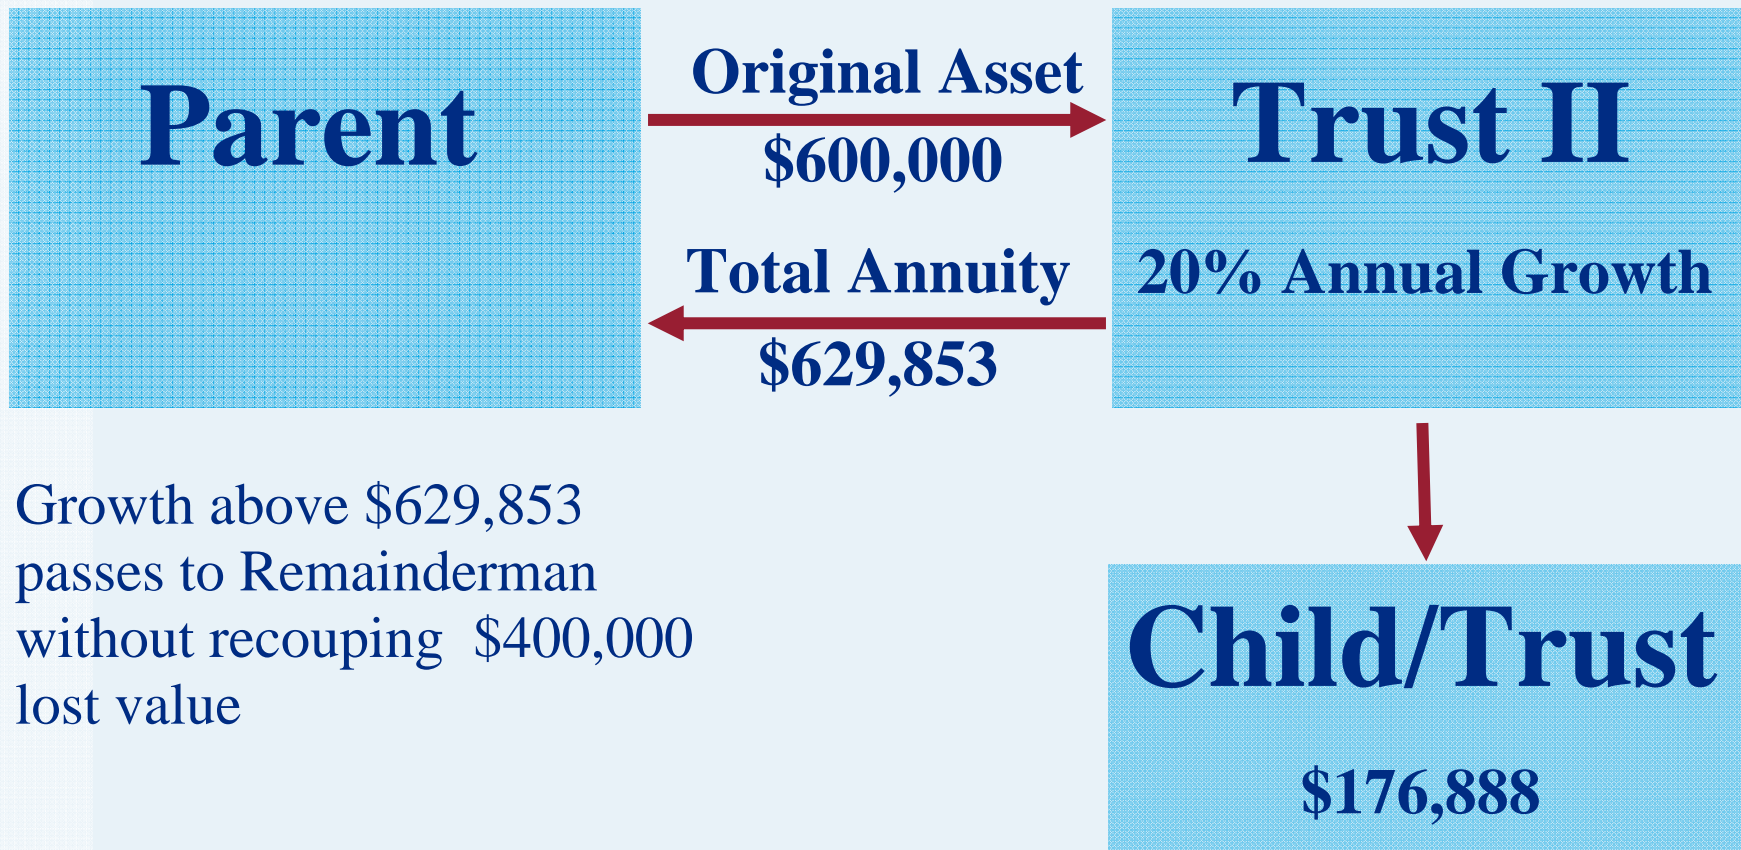 Parent
Original Asset
$600,000
Total Annuity
$629,853
Trust II
20% Annual Growth
Growth above $629,853
passes to Remainderman
without recouping $400,000
lost value
Child/Trust
$176,888